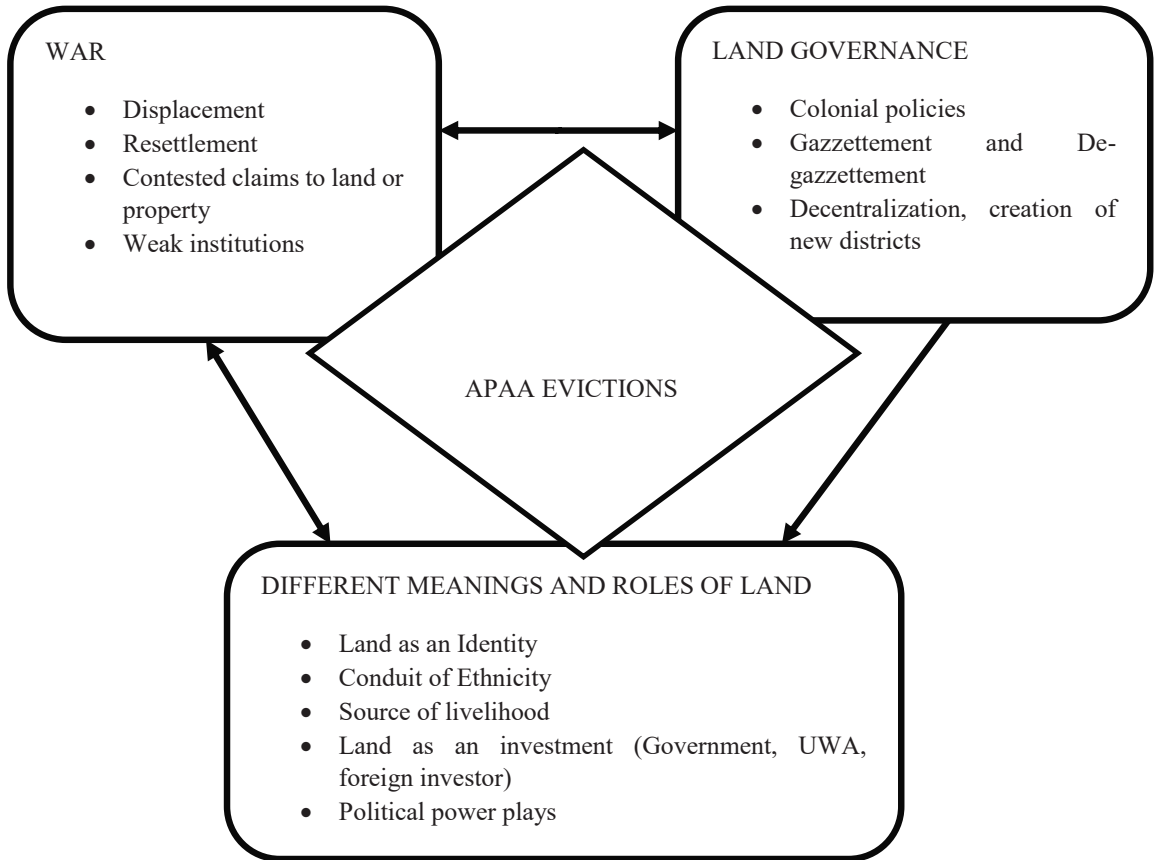 WAR
• Displacement
• Resettlement
• Contested claims to land or
property
• Weak institutions
LAND GOVERNANCE
• Colonial policies
• Gazzettement and De-
gazzettement
• Decentralization, creation of
new districts
APAA EVICTIONS
DIFFERENT MEANINGS AND ROLES OF LAND
• Land as an Identity
• Conduit of Ethnicity
• Source of livelihood
• Land as an investment (Government, UWA,
foreign investor)
• Political power plays